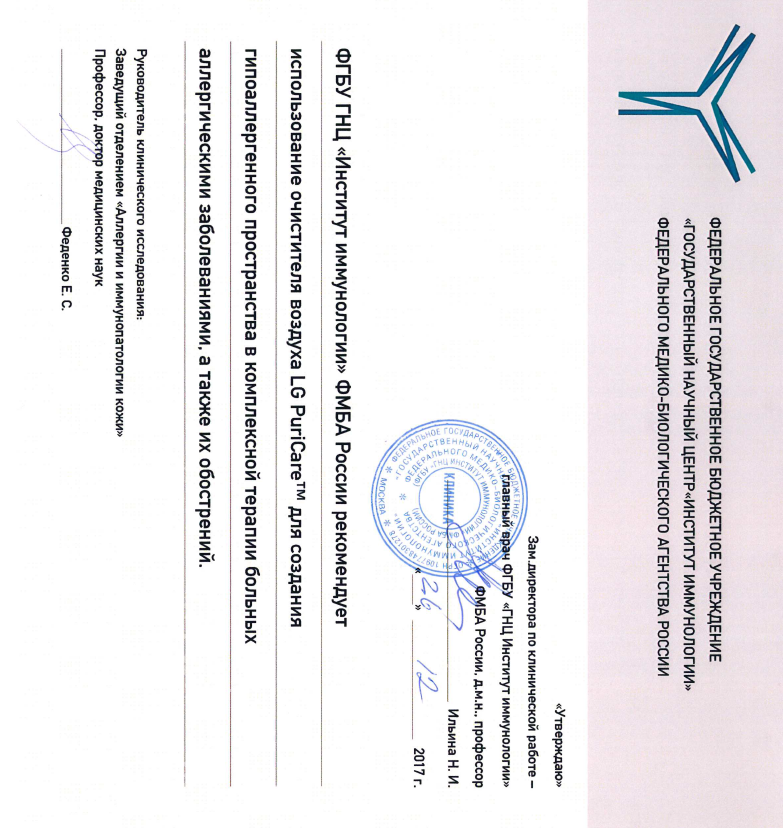 ФЕДЕРАЛЬНОЕ ГОСУДАРСТВЕННОЕ БЮДЖЕТНОЕ УЧРЕЖДЕНИЕ
«ГОСУДАРСТВЕННЫЙ НАУЧНЫЙ ЦЕНТР«ИНСТИТУТ ИММУНОЛОГИИ»
ФЕДЕРАЛЬНОГО МЕДИКО-БИОЛОГИЧЕСКОГО АГЕНТСТВА РОССИИ
«Утверждаю»
Зам.директора по клинической работе –
главный врач ФГБУ «ГНЦ Институт иммунологии»
ФМБА России, д.м.н., профессор
Ильина Н. И.
«26» 12 2017 г.
КЛИНИКА
МОСКВА
ФГБУ ГНЦ «Институт иммунологии» ФМБА России рекомендует
использование очистителя воздуха LG PuriCare™ для создания
гипоаллергенного пространства в комплексной терапии больных
аллергическими заболеваниями, а также их обострений.
Руководитель клинического исследования:
Заведущий отделением «Аллергии и иммунопатологии кожи»
Профессор, доктор медицинских наук
Феденко Е. С.